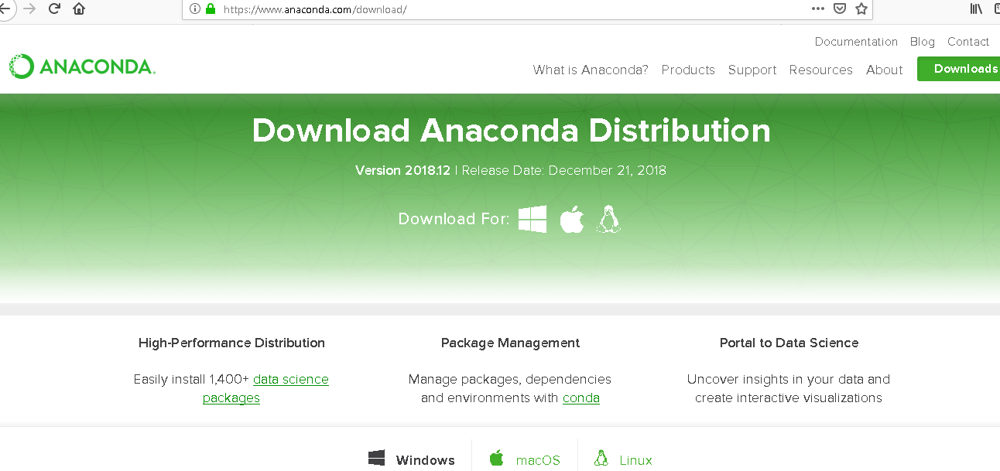 https://www.anaconda.com/download/
Documentation Blog Contact
ANACONDA.
What is Anaconda? Products Support Resources About Downloads
Download Anaconda Distribution
Version 2018.12 | Release Date: December 21, 2018
Download For:
High-Performance Distribution
Easily install 1,400+ data science
packages
Package Management
Manage packages, dependencies
and environments with conda
Portal to Data Science
Uncover insights in your data and
create interactive visualizations
Windows macOS Linux